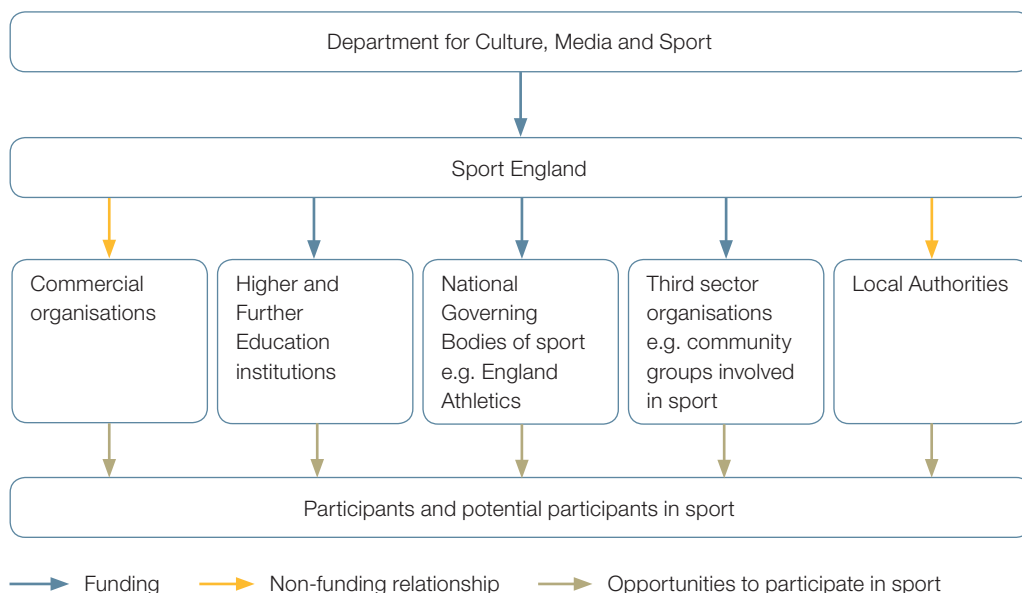 Department for Culture, Media and Sport
Sport England
Commercial
organisations
Higher and
Further
Education
institutions
National
Governing
Bodies of sport
e.g. England
Athletics
Third sector
organisations
e.g. community
groups involved
in sport
Local Authorities
Participants and potential participants in sport
Funding
Non-funding relationship
Opportunities to participate in sport